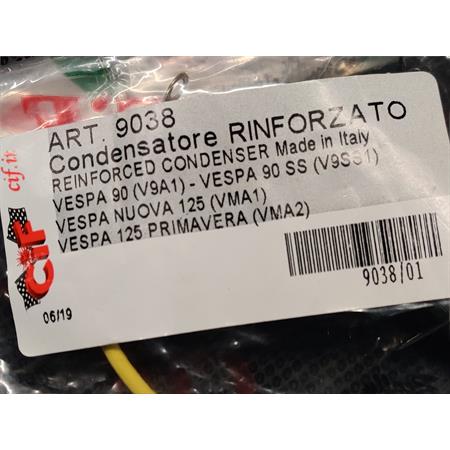 ART. 9038
Condensatore RINFORZATO
REINFORCED CONDENSER Made in Italy
VESPA 90 (V9A1) - VESPA 90 SS (V9SS1)
VESPA NUOVA 125 (VMA1)
VESPA 125 PRIMAVERA (VMA2)
cif.it
CiF
9038/01
06/19